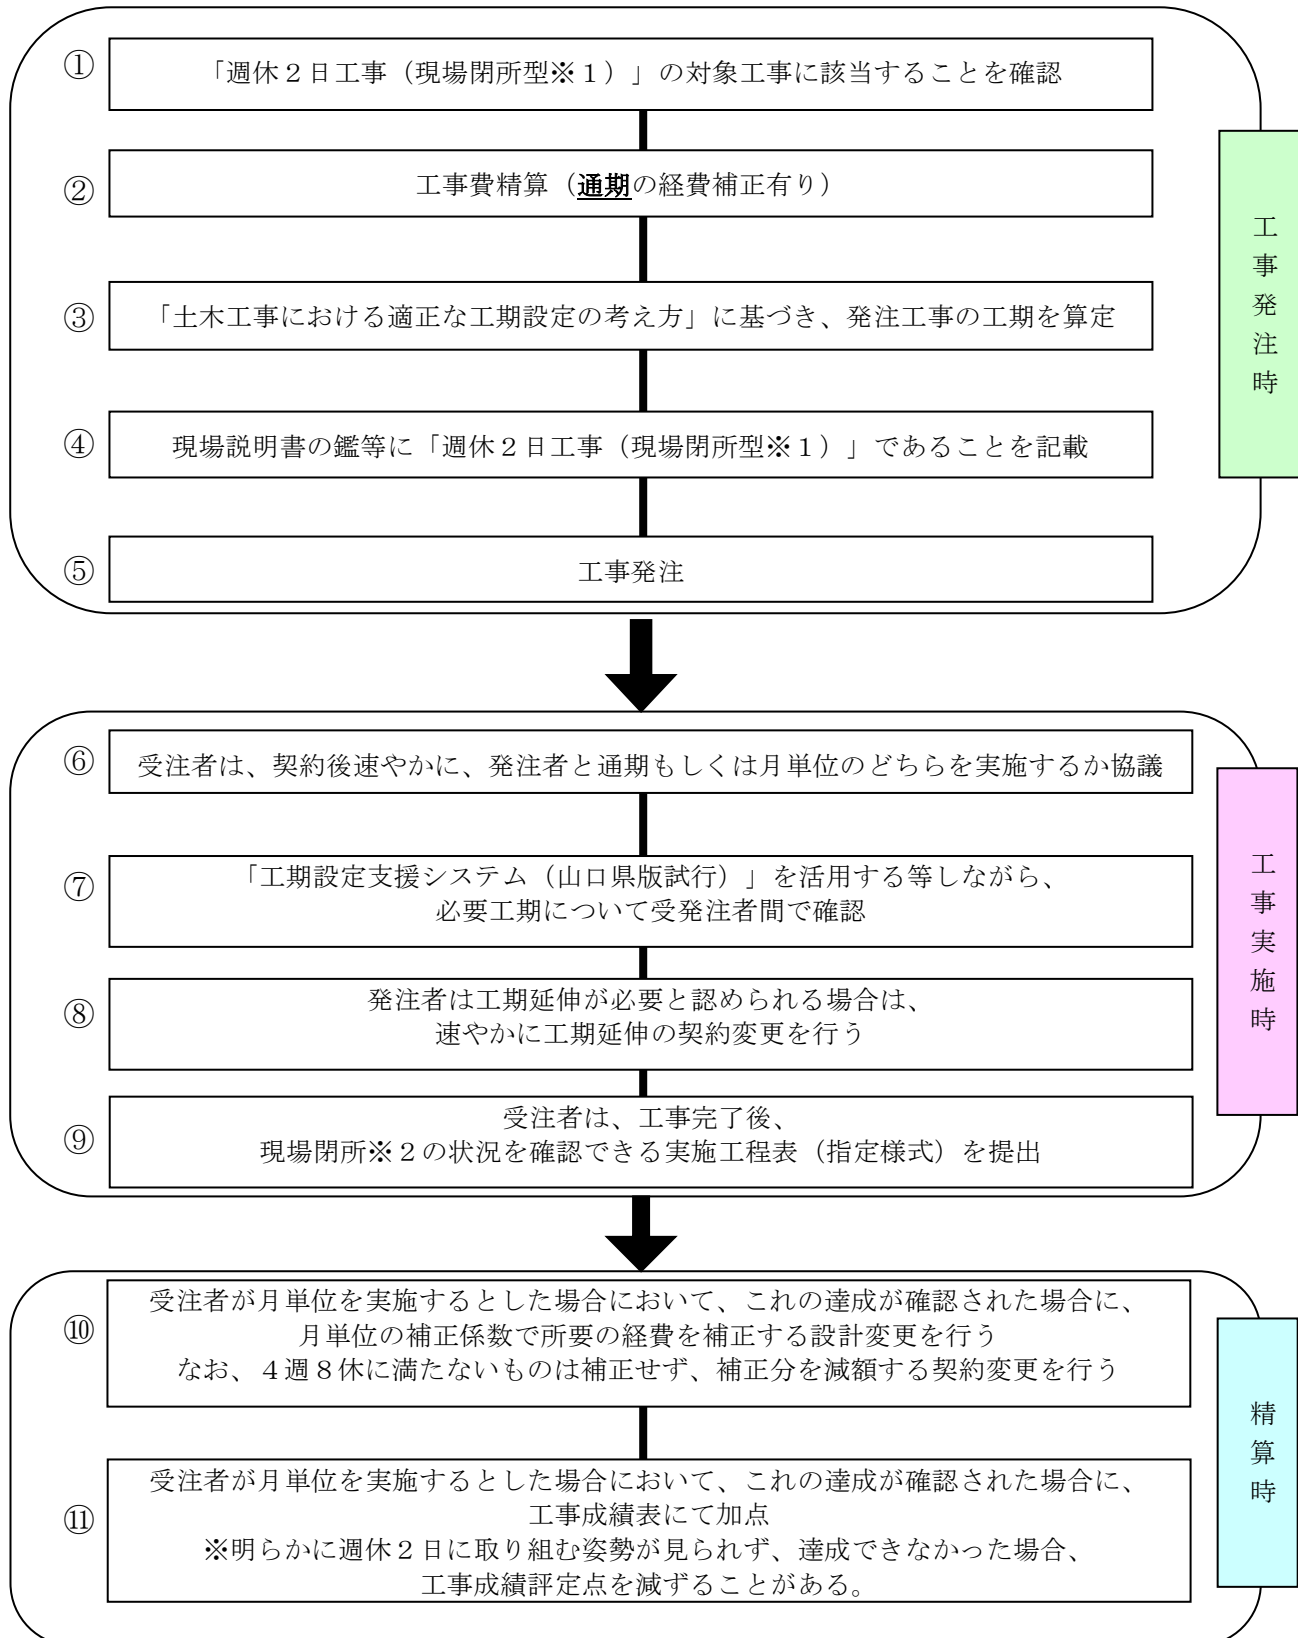 ①
「週休２日工事（現場閉所型※１）」の対象工事に該当することを確認
②
工事費精算（通期の経費補正有り）
③
「土木工事における適正な工期設定の考え方」に基づき、発注工事の工期を算定
④
現場説明書の鑑等に「週休２日工事（現場閉所型※１）」であることを記載
⑤
工事発注
工事発注時
⑥
受注者は、契約後速やかに、発注者と通期もしくは月単位のどちらを実施するか協議
⑦
「工期設定支援システム（山口県版試行）」を活用する等しながら、
必要工期について受発注者間で確認
⑧
発注者は工期延伸が必要と認められる場合は、
速やかに工期延伸の契約変更を行う
⑨
受注者は、工事完了後、
現場閉所※２の状況を確認できる実施工程表（指定様式）を提出
工事実施時
⑩
受注者が月単位を実施するとした場合において、これの達成が確認された場合に、
月単位の補正係数で所要の経費を補正する設計変更を行う
なお、４週８休に満たないものは補正せず、補正分を減額する契約変更を行う
⑪
受注者が月単位を実施するとした場合において、これの達成が確認された場合に、
工事成績表にて加点
※明らかに週休２日に取り組む姿勢が見られず、達成できなかった場合、
工事成績評定点を減ずることがある。
精算時